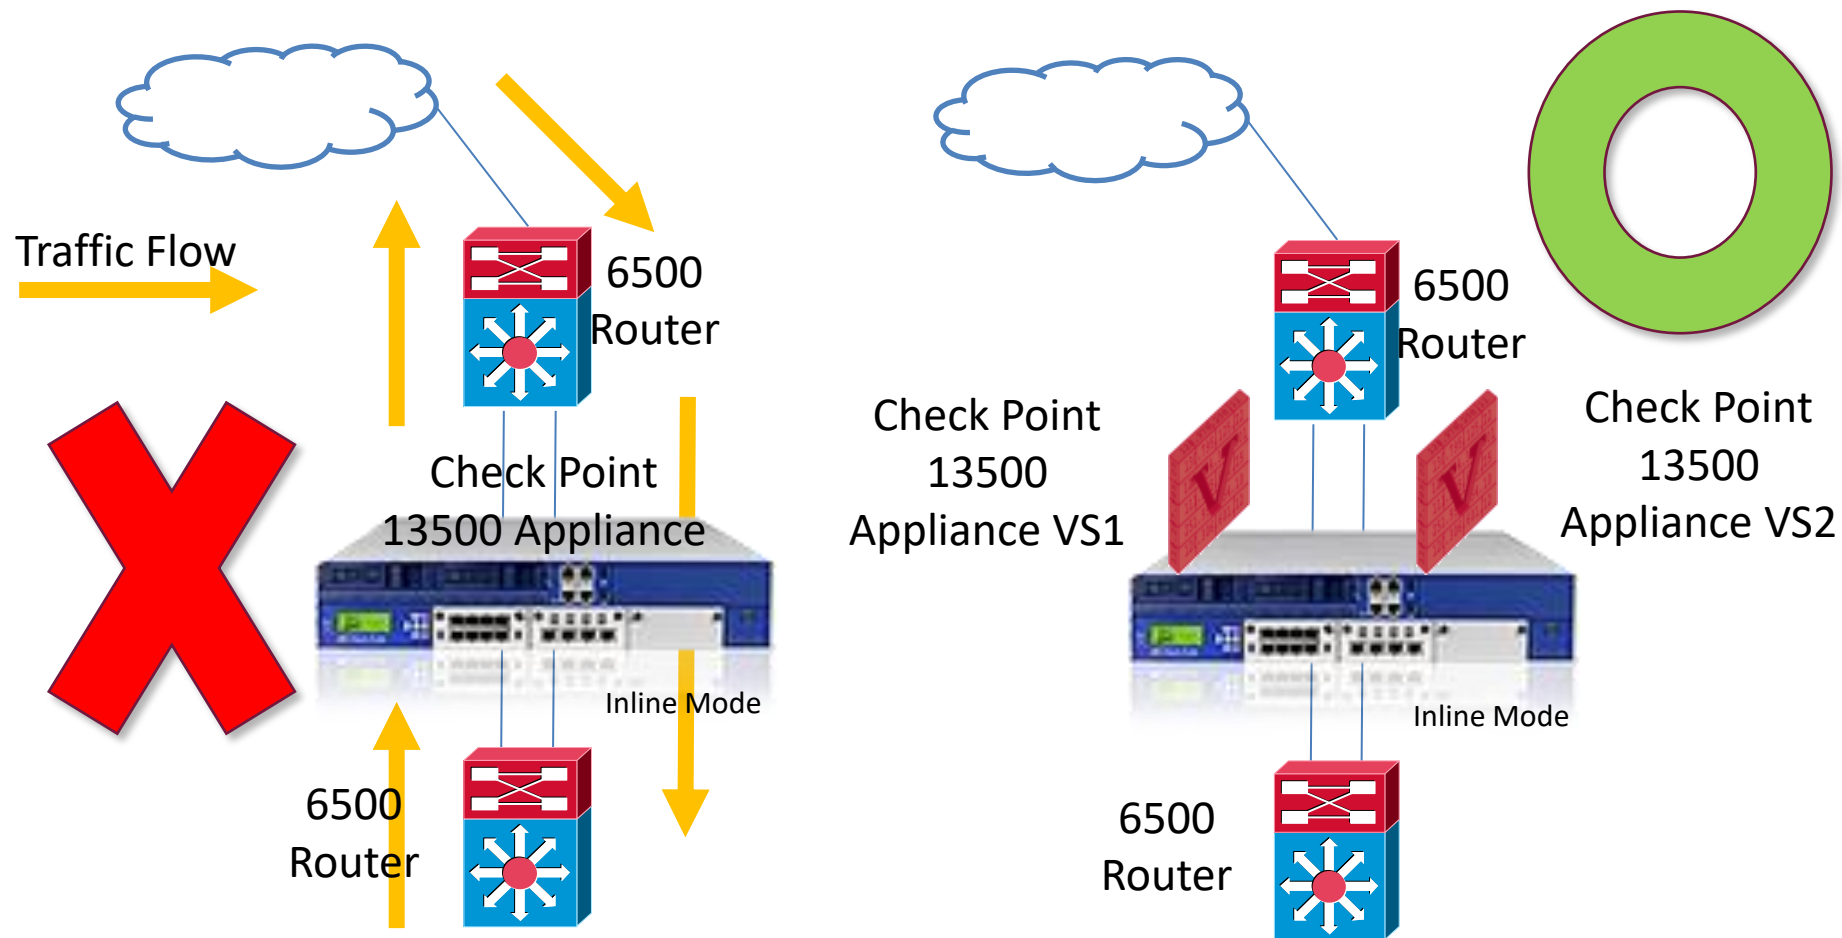 Traffic Flow
6500
Router
Check Point
13500 Appliance
Inline Mode
6500
Router
6500
Router
Check Point
13500
Appliance VS1
V
V
Check Point
13500
Appliance VS2
Inline Mode
6500
Router